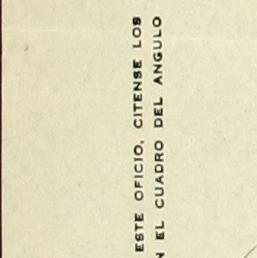 ESTE OFICIO, CITENSE LOS
N EL CUADRO DEL ANGULO